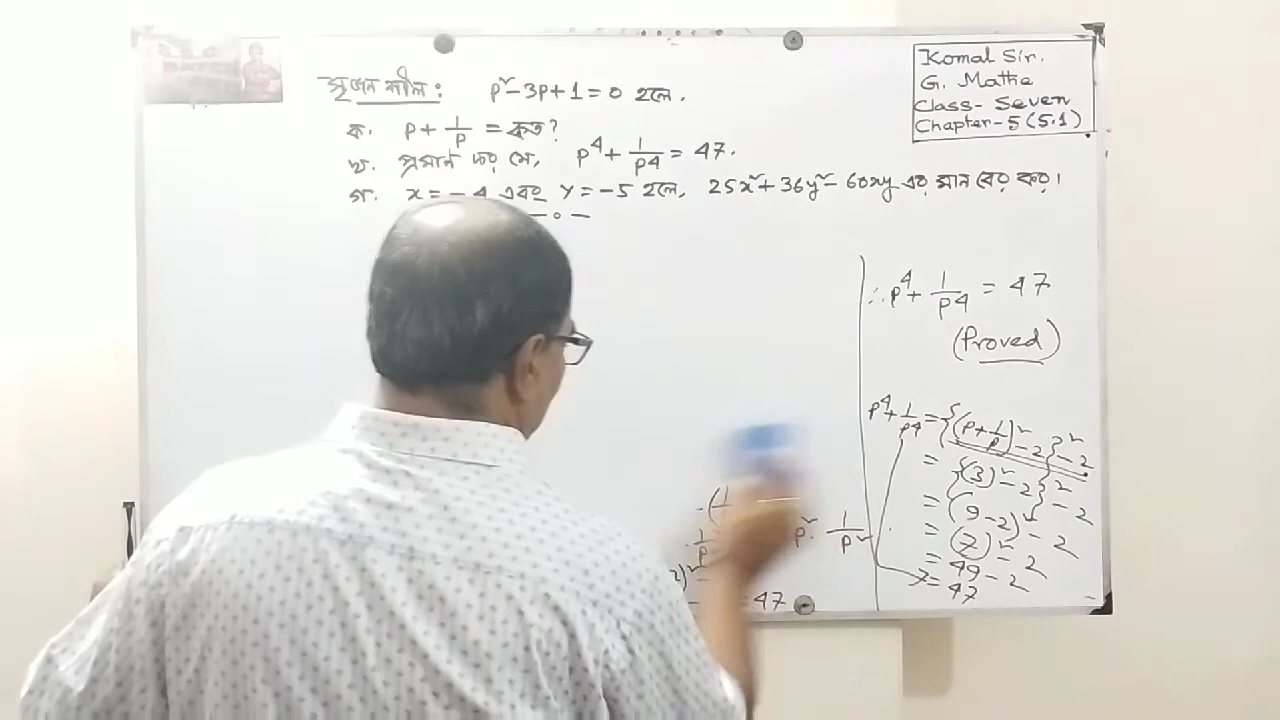 সৃজনশীল: p²-3p+1=0 হলে,
ক. p+1/p = কত?
খ. প্রমাণ কর যে, p⁴+1/p4 = 47.
গ. x = -4 এবং y = -5 হলে, 25x²+36y²-60xy এর মান বের কর।
—০—
Komal Sir.
G. Mathe
Class- Seven
Chapter-5(5.1)
∴ p⁴+1/p4 = 47
(Proved)
p⁴+1/p4 = {(p+1/p)²-2}²-2
= {(3)²-2}²-2
= (9-2)²-2
= (7)²-2
= 49-2
= 47
p²·1/p²
=47